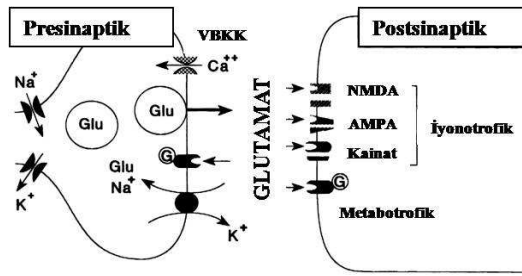 Presinaptik
VBKK
Ca⁺⁺
Na⁺
Glu
Glu
K⁺
G
Glu
Na⁺
K⁺
GLUTAMAT
Postsinaptik
NMDA
AMPA
Kainat
İyonotrofik
G
Metabotrofik